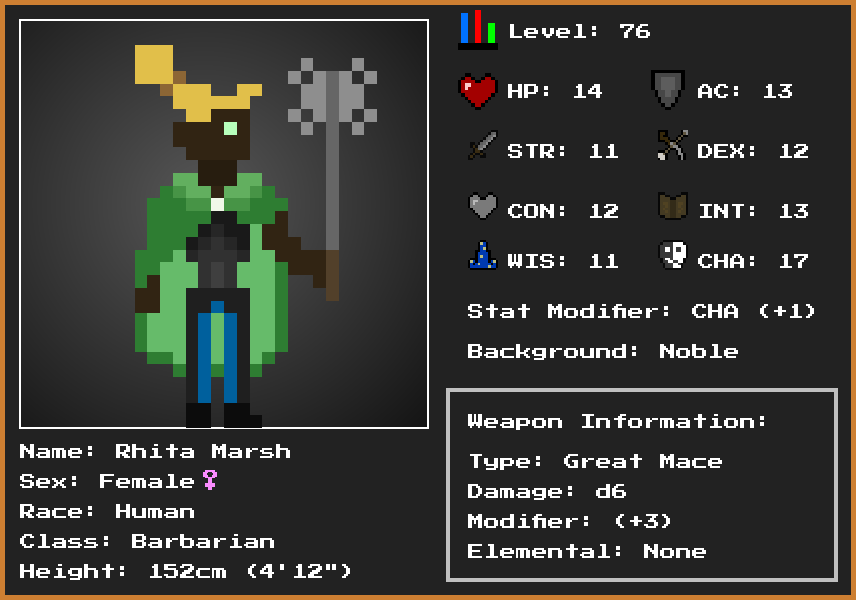 Level: 76
HP: 14 AC: 13
STR: 11 DEX: 12
CON: 12 INT: 13
WIS: 11 CHA: 17
Stat Modifier: CHA (+1)
Background: Noble
Weapon Information:
Type: Great Mace
Damage: d6
Modifier: (+3)
Elemental: None
Name: Rhita Marsh
Sex: Female♀
Race: Human
Class: Barbarian
Height: 152cm (4'12")